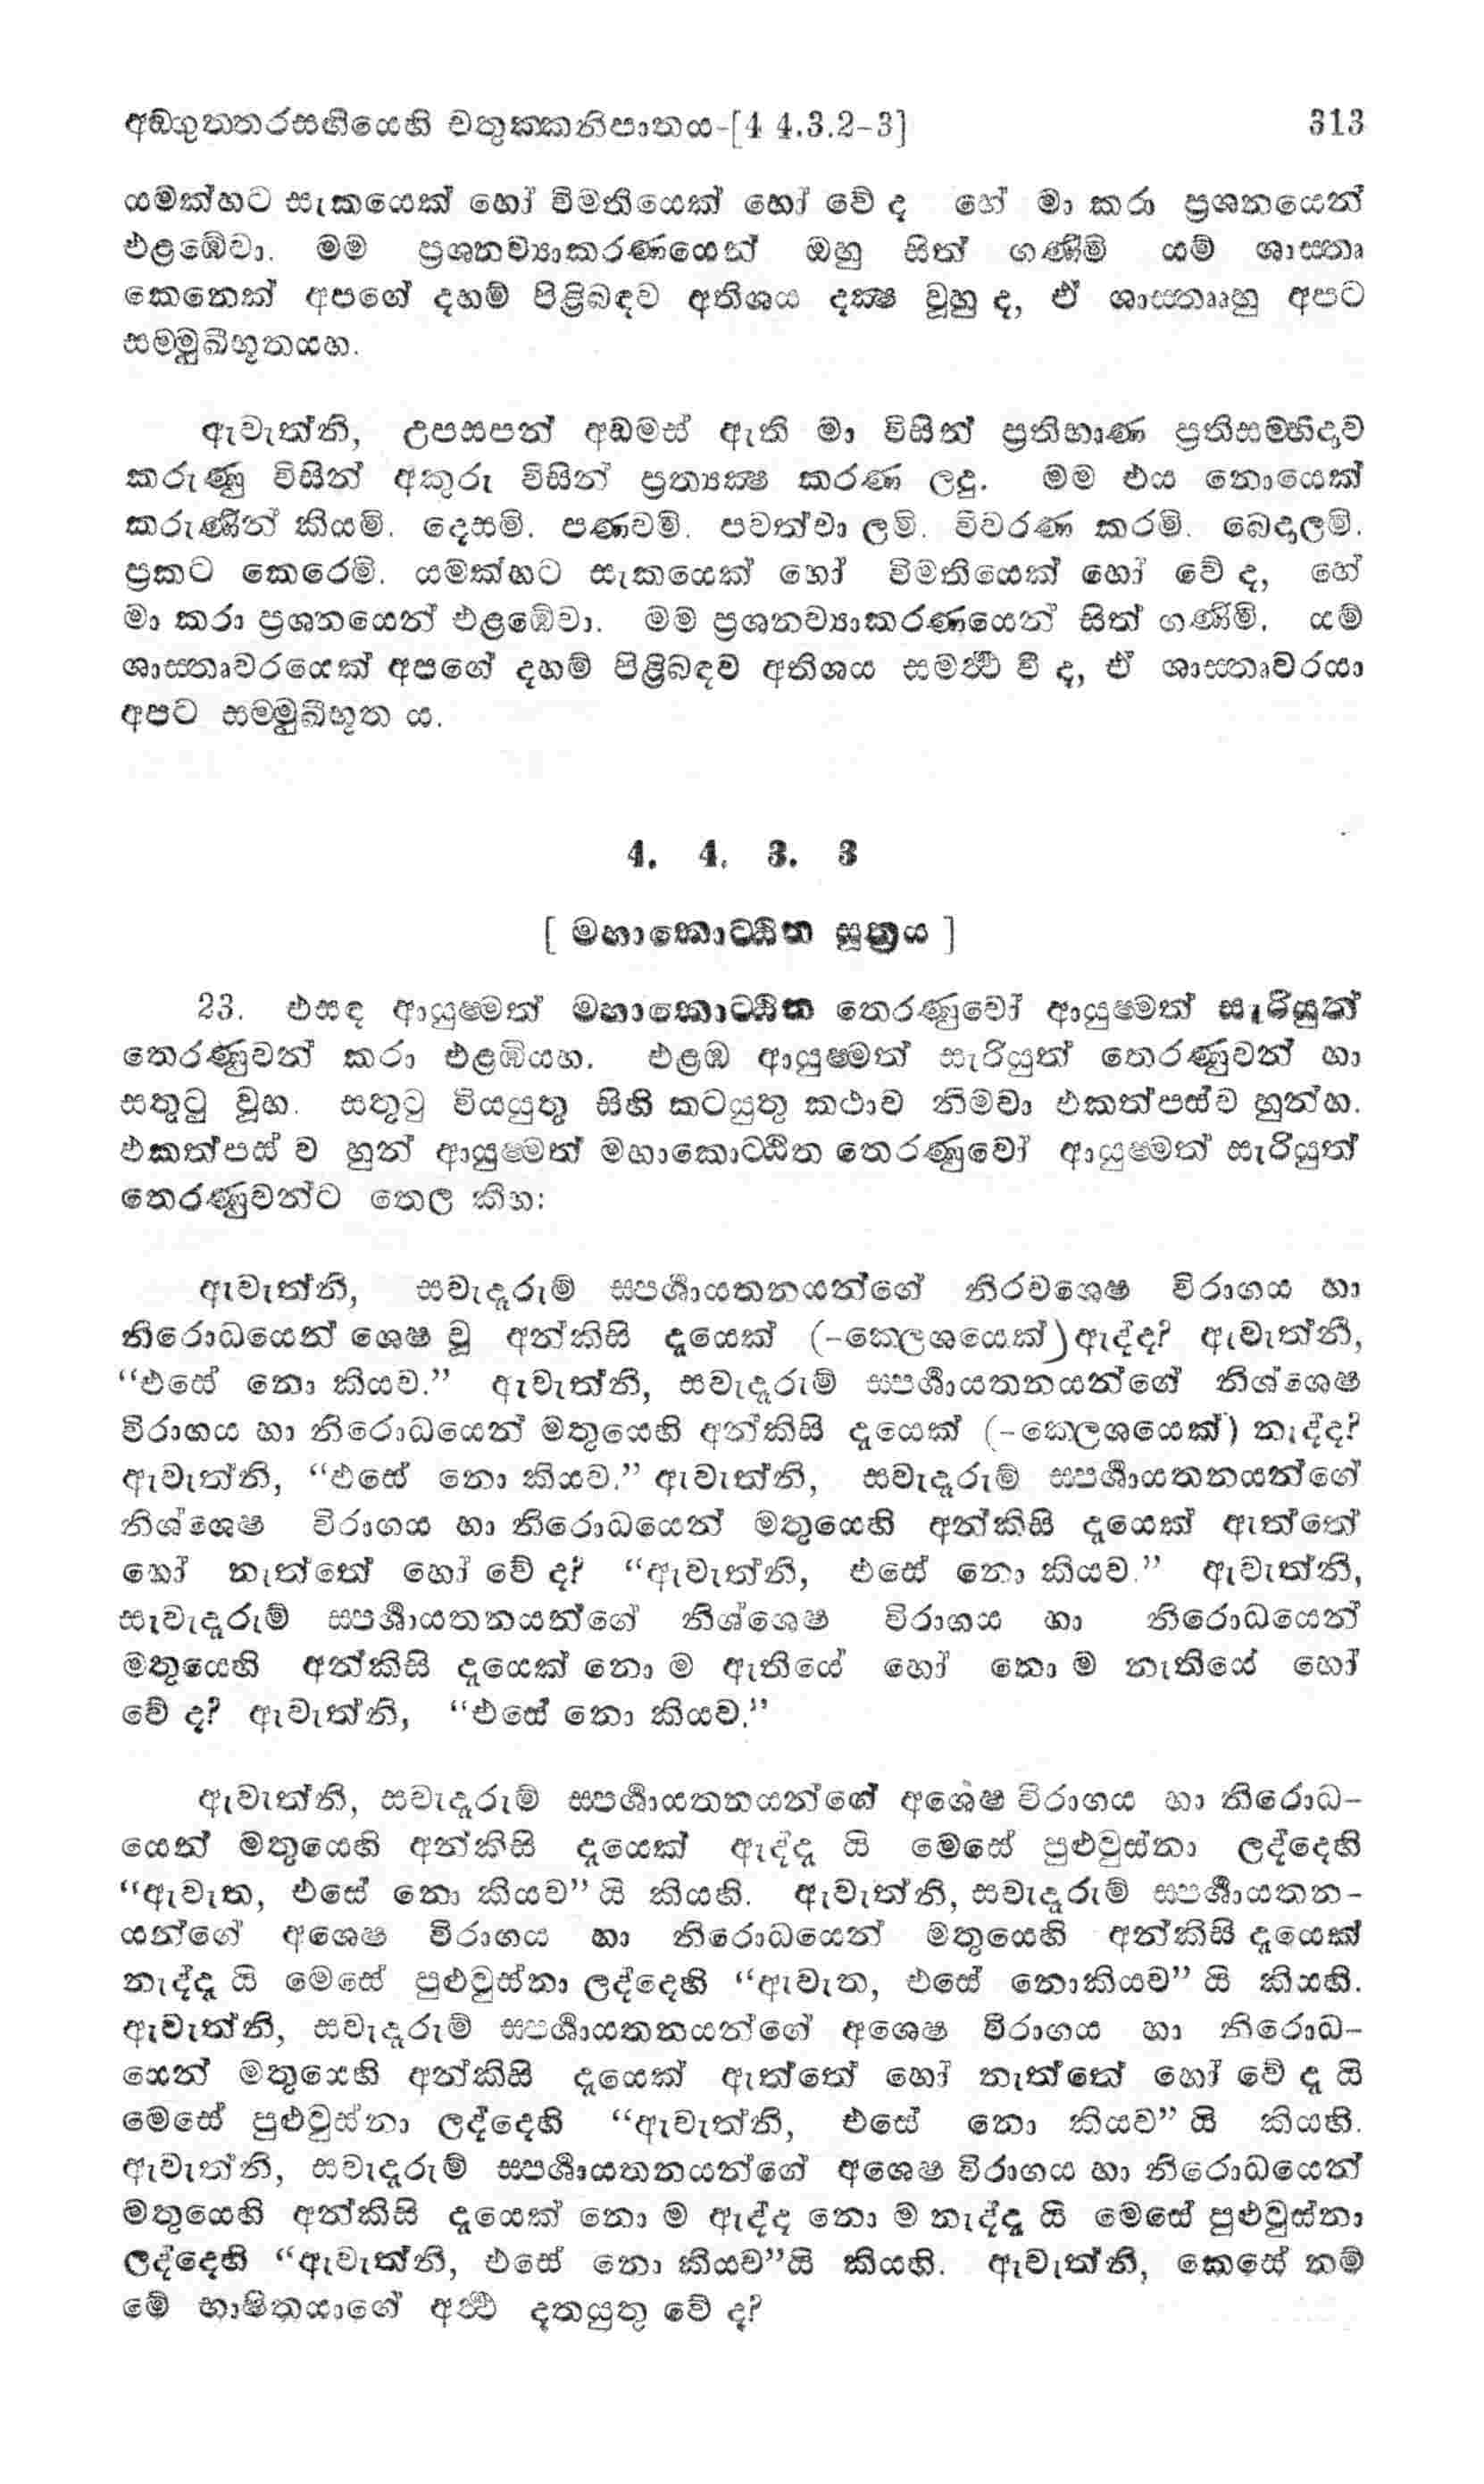 අඞ්ගුත්තරසඟියෙහි චතුක්කනිපාතය-[4 4.3.2-3] 313
යමක්හට සැකයෙක් හෝ විමතියෙක් හෝ වේ ද හේ මා කරා ප්‍රශ්නයෙන්
එළඹේවා. මම ප්‍රශ්නව්‍යාකරණයෙන් ඔහු සිත් ගණිමි යම් ශාස්තෘ
කෙනෙක් අපගේ දහම් පිළිබඳව අතිශය දක්ෂ වූහු ද, ඒ ශාස්තෲහු අපට
සම්මුඛීභූතයහ.
ඇවැත්නි, උපසපන් අඩමස් ඇති මා විසින් ප්‍රතිභාණ ප්‍රතිසම්භිදාව
කරුණු විසින් අකුරු විසින් ප්‍රත්‍යක්ෂ කරණ ලදු. මම එය නොයෙක්
කරුණින් කියමි. දෙසමි. පණවමි. පවත්වා ලමි. විවරණ කරමි. බෙදාලමි.
ප්‍රකට කෙරෙමි. යමක්හට සැකයෙක් හෝ විමතියෙක් හෝ වේ ද, හේ
මා කරා ප්‍රශ්නයෙන් එළඹේවා. මම ප්‍රශ්නව්‍යාකරණයෙන් සිත් ගණිමි. යම්
ශාස්තෘවරයෙක් අපගේ දහම් පිළිබඳව අතිශය සමර්ථ වී ද, ඒ ශාස්තෘවරයා
අපට සම්මුඛීභූත ය.
4. 4. 3. 3
[ මහාකොට්ඨිත සූත්‍රය ]
23. එසඳ ආයුෂ්මත් මහාකොට්ඨිත තෙරණුවෝ ආයුෂ්මත් සැරියුත්
තෙරණුවන් කරා එළඹියහ. එළඹ ආයුෂ්මත් සැරියුත් තෙරණුවන් හා
සතුටු වූහ. සතුටු වියයුතු සිහි කටයුතු කථාව නිමවා එකත්පස්ව හුන්හ.
එකත්පස් ව හුන් ආයුෂ්මත් මහාකොට්ඨිත තෙරණුවෝ ආයුෂ්මත් සැරියුත්
තෙරණුවන්ට තෙල කීහ:
ඇවැත්නි, සවැදෑරුම් ස්පර්ශායතනයන්ගේ නිරවශෙෂ විරාගය හා
නිරොධයෙන් ශෙෂ වූ අන්කිසි දෑයෙක් (-කෙලශයෙක්) ඇද්ද? ඇවැත්නි,
“එසේ නො කියව.” ඇවැත්නි, සවැදෑරුම් ස්පර්ශායතනයන්ගේ නිශ්ශෙෂ
විරාගය හා නිරොධයෙන් මතුයෙහි අන්කිසි දෑයෙක් (-කෙලශයෙක්) නැද්ද?
ඇවැත්නි, “එසේ නො කියව.” ඇවැත්නි, සවැදෑරුම් ස්පර්ශායතනයන්ගේ
නිශ්ශෙෂ විරාගය හා නිරොධයෙන් මතුයෙහි අන්කිසි දෑයෙක් ඇත්තේ
හෝ නැත්තේ හෝ වේ ද? “ඇවැත්නි, එසේ නො කියව.” ඇවැත්නි,
සැවැදෑරුම් ස්පර්ශායතනයන්ගේ නිශ්ශෙෂ විරාගය හා නිරොධයෙන්
මතුයෙහි අන්කිසි දෑයෙක් නො ම ඇතියේ හෝ නො ම නැතියේ හෝ
වේ ද? ඇවැත්නි, “එසේ නො කියව.”
ඇවැත්නි, සවැදෑරුම් ස්පර්ශායතනයන්ගේ අශෙෂ විරාගය හා නිරොධ-
යෙන් මතුයෙහි අන්කිසි දෑයෙක් ඇද්දෑ යි මෙසේ පුළුවුස්නා ලද්දෙහි
“ඇවැත, එසේ නො කියව” යි කියහි. ඇවැත්නි, සවැදෑරුම් ස්පර්ශායතන-
යන්ගේ අශෙෂ විරාගය හා නිරොධයෙන් මතුයෙහි අන්කිසි දෑයෙක්
නැද්දෑ යි මෙසේ පුළුවුස්නා ලද්දෙහි “ඇවැත, එසේ නොකියව” යි කියහි.
ඇවැත්නි, සවැදෑරුම් ස්පර්ශායතනයන්ගේ අශෙෂ විරාගය හා නිරොධ-
යෙන් මතුයෙහි අන්කිසි දෑයෙක් ඇත්තේ හෝ නැත්තේ හෝ වේ දෑ යි
මෙසේ පුළුවුස්නා ලද්දෙහි “ඇවැත්නි, එසේ නො කියව” යි කියහි.
ඇවැත්නි, සවැදෑරුම් ස්පර්ශායතනයන්ගේ අශෙෂ විරාගය හා නිරොධයෙන්
මතුයෙහි අන්කිසි දෑයෙක් නො ම ඇද්ද නො ම නැද්දෑ යි මෙසේ පුළුවුස්නා
ලද්දෙහි “ඇවැත්නි, එසේ නො කියව”යි කියහි. ඇවැත්නි, කෙසේ නම්
මේ භාෂිතයාගේ අර්ථ දතයුතු වේ ද?